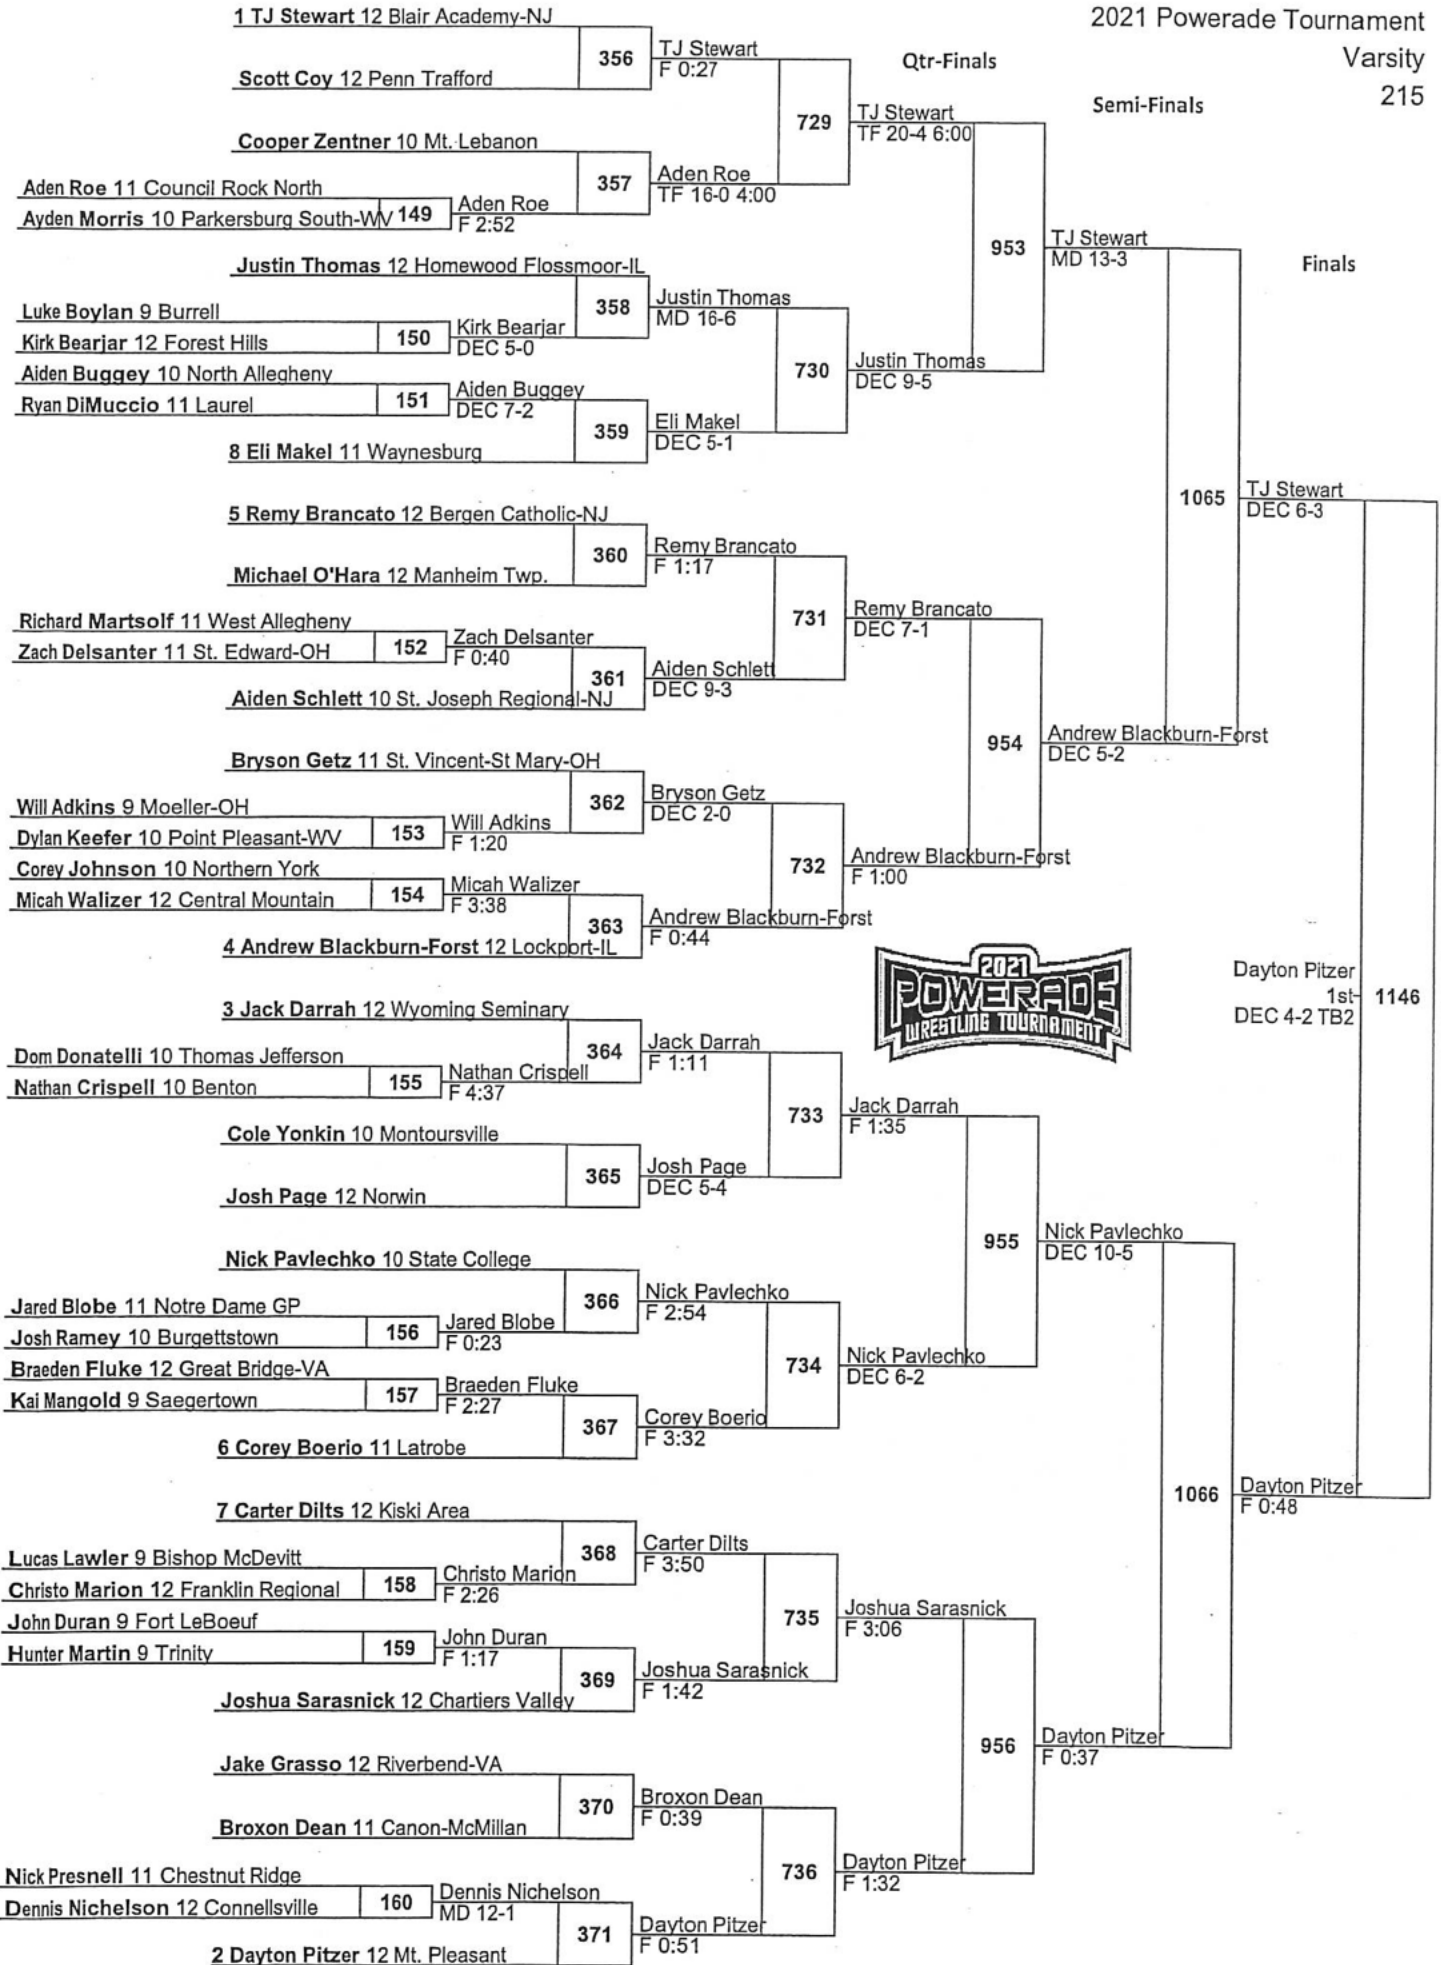 2021 Powerade Tournament
Varsity
215
Qtr-Finals
Semi-Finals
Finals
1 TJ Stewart 12 Blair Academy-NJ
356
TJ Stewart
F 0:27
Scott Coy 12 Penn Trafford
729
TJ Stewart
TF 20-4 6:00
Cooper Zentner 10 Mt. Lebanon
357
Aden Roe
TF 16-0 4:00
Aden Roe 11 Council Rock North
149
Aden Roe
F 2:52
Ayden Morris 10 Parkersburg South-WV
953
TJ Stewart
MD 13-3
Justin Thomas 12 Homewood Flossmoor-IL
358
Justin Thomas
MD 16-6
Luke Boylan 9 Burrell
150
Kirk Bearjar
DEC 5-0
Kirk Bearjar 12 Forest Hills
730
Justin Thomas
DEC 9-5
Aiden Buggey 10 North Allegheny
151
Aiden Buggey
DEC 7-2
Ryan DiMuccio 11 Laurel
359
Eli Makel
DEC 5-1
8 Eli Makel 11 Waynesburg
1065
TJ Stewart
DEC 6-3
5 Remy Brancato 12 Bergen Catholic-NJ
360
Remy Brancato
F 1:17
Michael O'Hara 12 Manheim Twp.
731
Remy Brancato
DEC 7-1
Richard Martsolf 11 West Allegheny
152
Zach Delsanter
F 0:40
Zach Delsanter 11 St. Edward-OH
361
Aiden Schlett
DEC 9-3
Aiden Schlett 10 St. Joseph Regional-NJ
954
Andrew Blackburn-Forst
DEC 5-2
Bryson Getz 11 St. Vincent-St Mary-OH
362
Bryson Getz
DEC 2-0
Will Adkins 9 Moeller-OH
153
Will Adkins
F 1:20
Dylan Keefer 10 Point Pleasant-WV
732
Andrew Blackburn-Forst
F 1:00
Corey Johnson 10 Northern York
154
Micah Walizer
F 3:38
Micah Walizer 12 Central Mountain
363
Andrew Blackburn-Forst
F 0:44
4 Andrew Blackburn-Forst 12 Lockport-IL
2021
POWERADE
WRESTLING TOURNAMENT
Dayton Pitzer
1st
DEC 4-2 TB2
1146
3 Jack Darrah 12 Wyoming Seminary
364
Jack Darrah
F 1:11
Dom Donatelli 10 Thomas Jefferson
155
Nathan Crispell
F 4:37
Nathan Crispell 10 Benton
733
Jack Darrah
F 1:35
Cole Yonkin 10 Montoursville
365
Josh Page
DEC 5-4
Josh Page 12 Norwin
955
Nick Pavlechko
DEC 10-5
Nick Pavlechko 10 State College
366
Nick Pavlechko
F 2:54
Jared Blobe 11 Notre Dame GP
156
Jared Blobe
F 0:23
Josh Ramey 10 Burgettstown
734
Nick Pavlechko
DEC 6-2
Braeden Fluke 12 Great Bridge-VA
157
Braeden Fluke
F 2:27
Kai Mangold 9 Saegertown
367
Corey Boerio
F 3:32
6 Corey Boerio 11 Latrobe
1066
Dayton Pitzer
F 0:48
7 Carter Dilts 12 Kiski Area
368
Carter Dilts
F 3:50
Lucas Lawler 9 Bishop McDevitt
158
Christo Marion
F 2:26
Christo Marion 12 Franklin Regional
735
Joshua Sarasnick
F 3:06
John Duran 9 Fort LeBoeuf
159
John Duran
F 1:17
Hunter Martin 9 Trinity
369
Joshua Sarasnick
F 1:42
Joshua Sarasnick 12 Chartiers Valley
956
Dayton Pitzer
F 0:37
Jake Grasso 12 Riverbend-VA
370
Broxon Dean
F 0:39
Broxon Dean 11 Canon-McMillan
736
Dayton Pitzer
F 1:32
Nick Presnell 11 Chestnut Ridge
160
Dennis Nichelson
MD 12-1
Dennis Nichelson 12 Connellsville
371
Dayton Pitzer
F 0:51
2 Dayton Pitzer 12 Mt. Pleasant